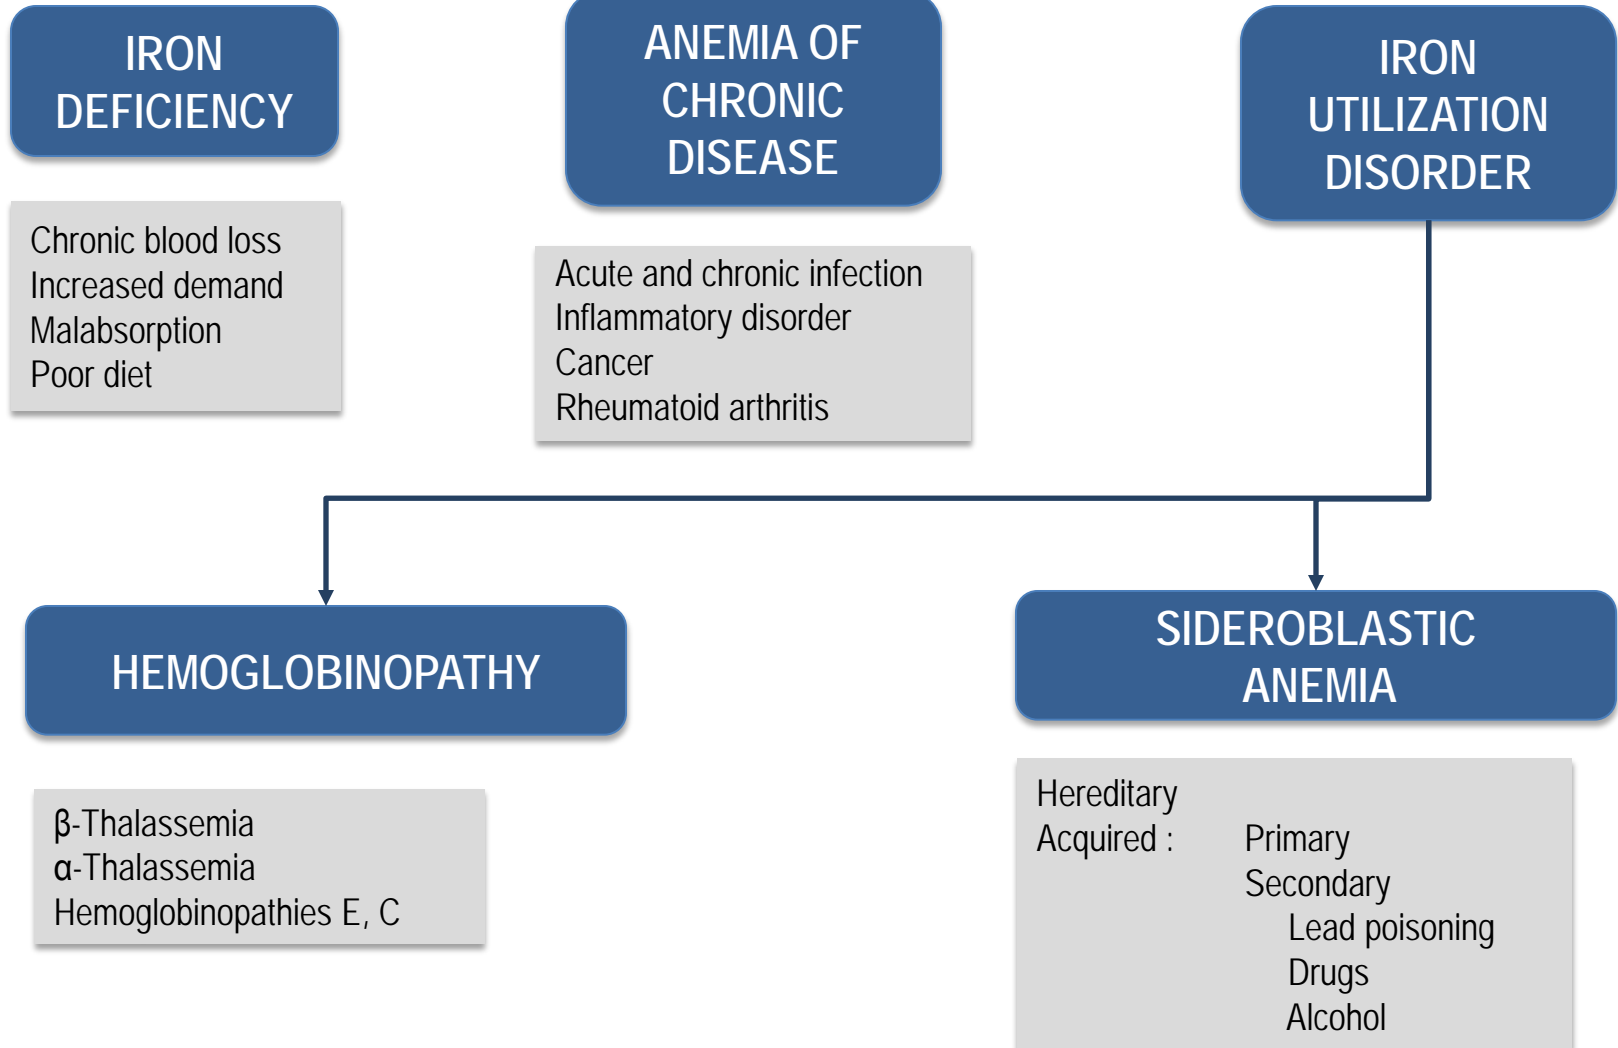 IRON
DEFICIENCY
ANEMIA OF
CHRONIC
DISEASE
IRON
UTILIZATION
DISORDER
Chronic blood loss
Increased demand
Malabsorption
Poor diet
Acute and chronic infection
Inflammatory disorder
Cancer
Rheumatoid arthritis
HEMOGLOBINOPATHY
SIDEROBLASTIC
ANEMIA
β-Thalassemia
α-Thalassemia
Hemoglobinopathies E, C
Hereditary
Acquired : Primary
Secondary
Lead poisoning
Drugs
Alcohol